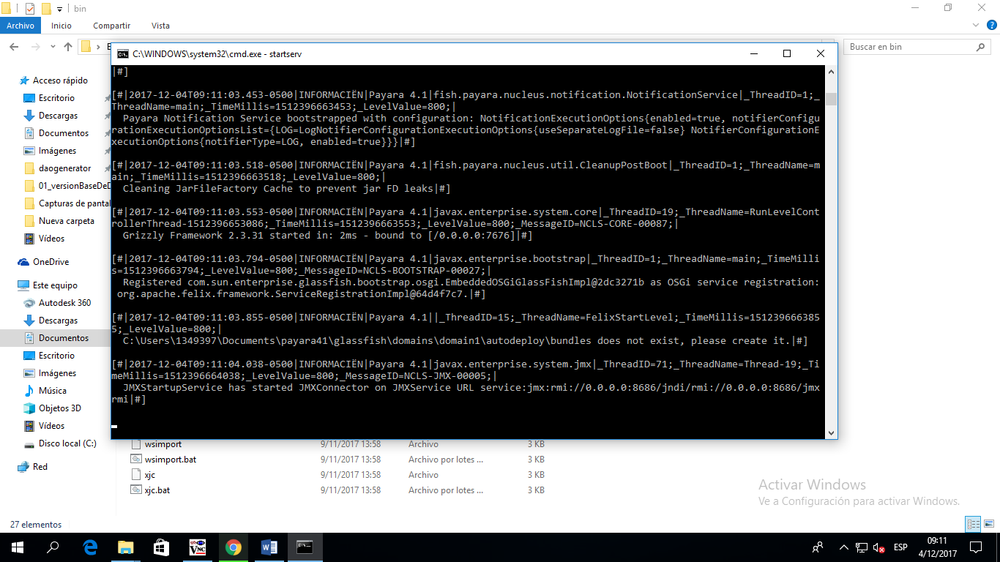 bin
Archivo
Inicio
Compartir
Vista
Buscar en bin
C:\WINDOWS\system32\cmd.exe - startserv
|#]
[#|2017-12-04T09:11:03.453-0500|INFORMACIËN|Payara 4.1|fish.payara.nucleus.notification.NotificationService|_ThreadID=1;_
ThreadName=main;_TimeMillis=1512396663453;_LevelValue=800;|
Payara Notification Service bootstrapped with configuration: NotificationExecutionOptions{enabled=true, notifierConfigu
rationExecutionOptionsList={LOG=LogNotifierConfigurationExecutionOptions{useSeparateLogFile=false} NotifierConfigurationE
xecutionOptions{notifierType=LOG, enabled=true}}}|#]
[#|2017-12-04T09:11:03.518-0500|INFORMACIËN|Payara 4.1|fish.payara.nucleus.util.CleanupPostBoot|_ThreadID=1;_ThreadName=m
ain;_TimeMillis=1512396663518;_LevelValue=800;|
Cleaning JarFileFactory Cache to prevent jar FD leaks|#]
[#|2017-12-04T09:11:03.553-0500|INFORMACIËN|Payara 4.1|javax.enterprise.system.core|_ThreadID=19;_ThreadName=RunLevelCont
rollerThread-1512396653086;_TimeMillis=1512396663553;_LevelValue=800;_MessageID=NCLS-CORE-00087;|
Grizzly Framework 2.3.31 started in: 2ms - bound to [/0.0.0.0:7676]|#]
[#|2017-12-04T09:11:03.794-0500|INFORMACIËN|Payara 4.1|javax.enterprise.bootstrap|_ThreadID=1;_ThreadName=main;_TimeMilli
s=1512396663794;_LevelValue=800;_MessageID=NCLS-BOOTSTRAP-00027;|
Registered com.sun.enterprise.glassfish.bootstrap.osgi.EmbeddedOSGiGlassFishImpl@2dc3271b as OSGi service registration:
org.apache.felix.framework.ServiceRegistrationImpl@64d4f7c7.|#]
[#|2017-12-04T09:11:03.855-0500|INFORMACIËN|Payara 4.1||_ThreadID=15;_ThreadName=FelixStartLevel;_TimeMillis=151239666385
5;_LevelValue=800;|
C:\Users\1349397\Documents\payara41\glassfish\domains\domain1\autodeploy\bundles does not exist, please create it.|#]
[#|2017-12-04T09:11:04.038-0500|INFORMACIËN|Payara 4.1|javax.enterprise.system.jmx|_ThreadID=71;_ThreadName=Thread-19;_Ti
meMillis=1512396664038;_LevelValue=800;_MessageID=NCLS-JMX-00005;|
JMXStartupService has started JMXConnector on JMXService URL service:jmx:rmi://0.0.0.0:8686/jndi/rmi://0.0.0.0:8686/jmx
rmi|#]
Acceso rápido
Escritorio
Descargas
Documentos
Imágenes
daogenerator
01_versionBaseDeD
Capturas de pantal
Nueva carpeta
Vídeos
OneDrive
Este equipo
Autodesk 360
Descargas
Documentos
Escritorio
Imágenes
Música
Objetos 3D
Vídeos
Disco local (C:)
Red
wsimport 9/11/2017 13:58 Archivo 3 KB
wsimport.bat 9/11/2017 13:58 Archivo por lotes ... 3 KB
xjc 9/11/2017 13:58 Archivo 3 KB
xjc.bat 9/11/2017 13:58 Archivo por lotes ... 3 KB
Activar Windows
Ve a Configuración para activar Windows.
27 elementos
ESP
09:11
4/12/2017